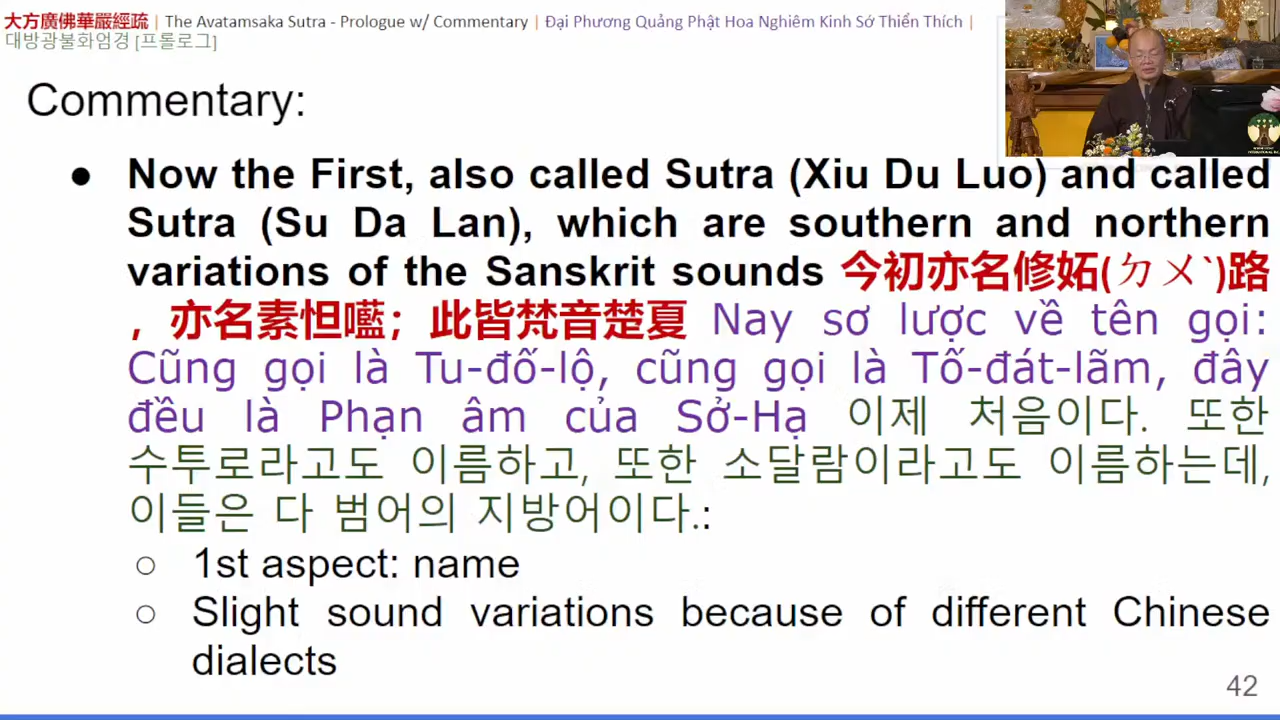 大方廣佛華嚴經疏 | The Avatamsaka Sutra - Prologue w/ Commentary | Đại Phương Quảng Phật Hoa Nghiêm Kinh Sớ Thiển Thích |
대방광불화엄경 [프롤로그]
Commentary:
● Now the First, also called Sutra (Xiu Du Luo) and called
Sutra (Su Da Lan), which are southern and northern
variations of the Sanskrit sounds 今初亦名修妬(ㄉㄨˋ)路
，亦名素怛囕；此皆梵音楚夏 Nay sơ lược về tên gọi:
Cũng gọi là Tu-đố-lộ, cũng gọi là Tố-đát-lãm, đây
đều là Phạn âm của Sở-Hạ 이제 처음이다. 또한
수투로라고도 이름하고, 또한 소달람이라고도 이름하는데,
이들은 다 범어의 지방어이다.:
○ 1st aspect: name
○ Slight sound variations because of different Chinese
dialects
42